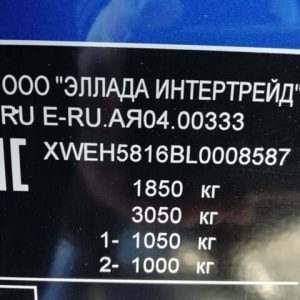 ООО "ЭЛЛАДА ИНТЕРТРЕЙД"
RU E-RU.АЯ04.00333
XWEH5816BL0008587
1850 кг
3050 кг
1- 1050 кг
2- 1000 кг